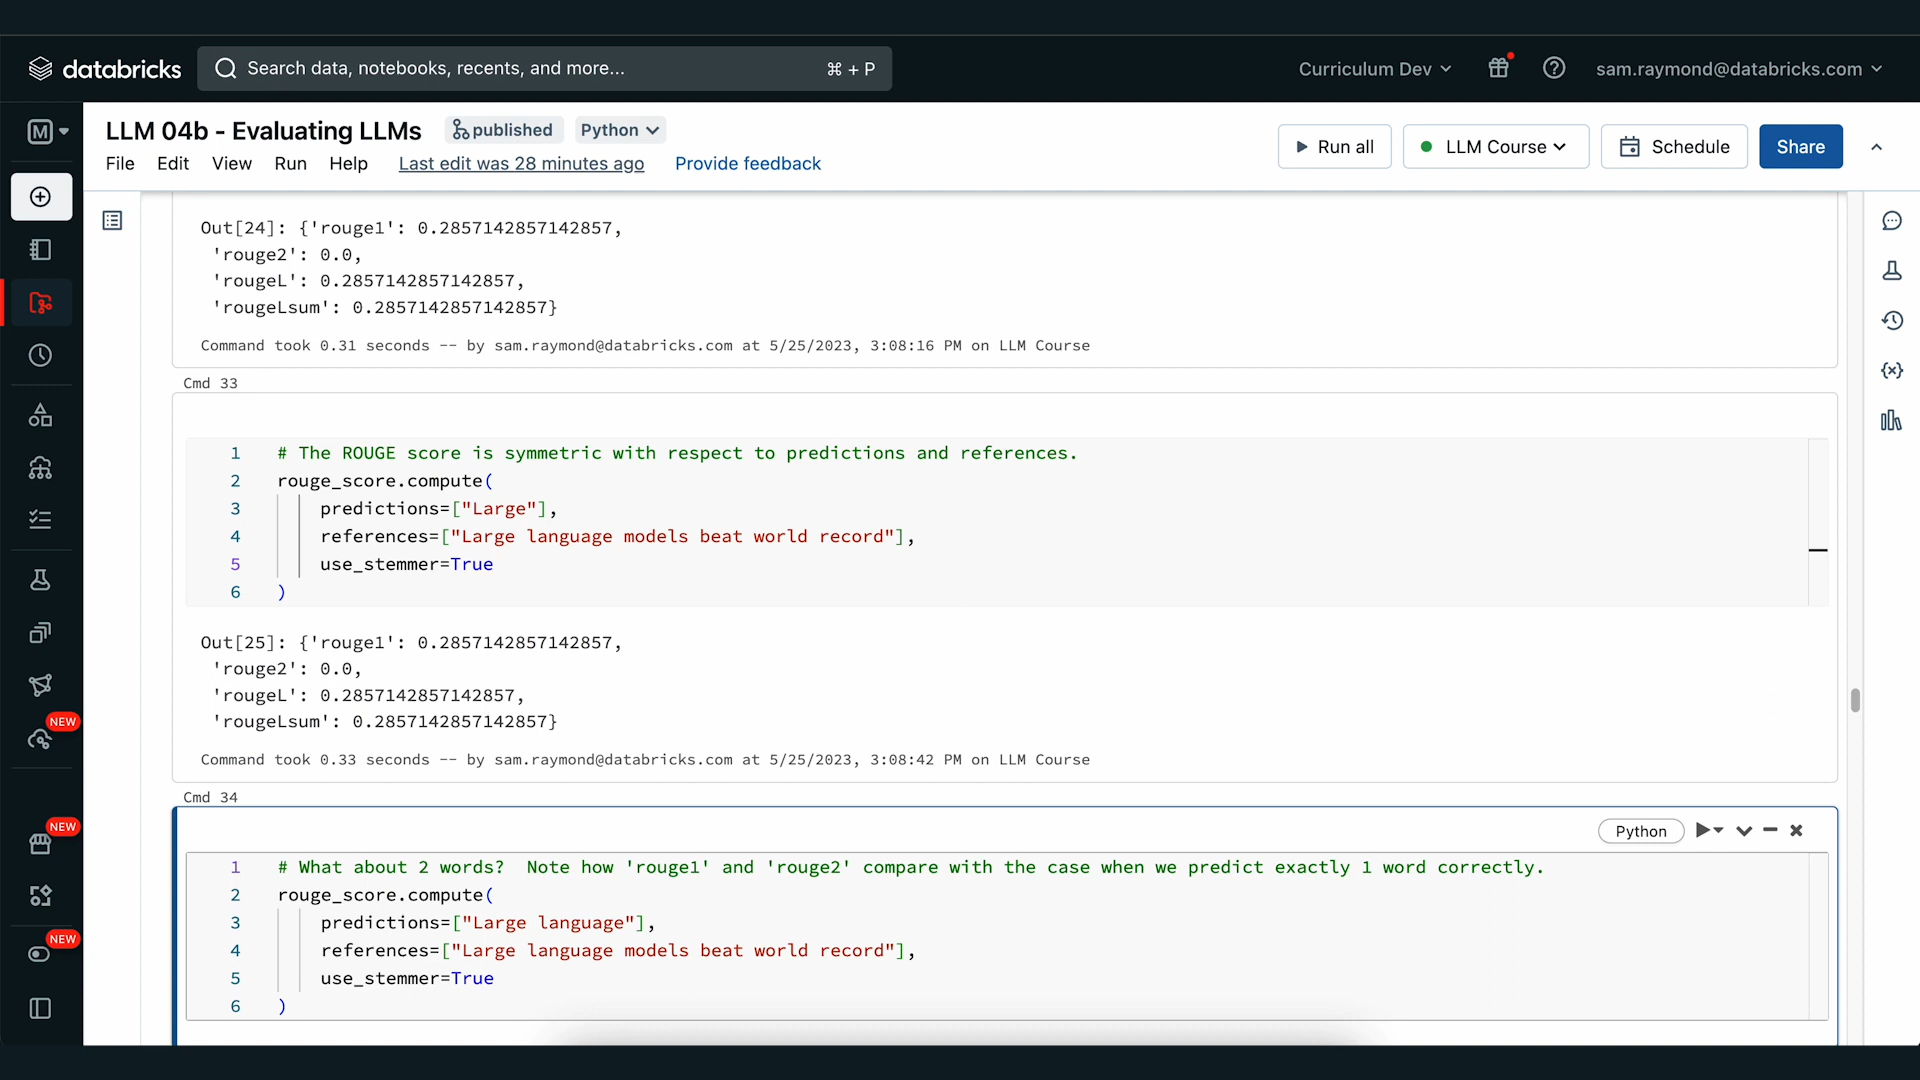 databricks
Search data, notebooks, recents, and more... ⌘ + P
Curriculum Dev
sam.raymond@databricks.com
M
LLM 04b - Evaluating LLMs
published
Python
File Edit View Run Help Last edit was 28 minutes ago Provide feedback
Run all
LLM Course
Schedule
Share
Out[24]: {'rouge1': 0.2857142857142857,
'rouge2': 0.0,
'rougeL': 0.2857142857142857,
'rougeLsum': 0.2857142857142857}
Command took 0.31 seconds -- by sam.raymond@databricks.com at 5/25/2023, 3:08:16 PM on LLM Course
Cmd 33
1 # The ROUGE score is symmetric with respect to predictions and references.
2 rouge_score.compute(
3 predictions=["Large"],
4 references=["Large language models beat world record"],
5 use_stemmer=True
6 )
Out[25]: {'rouge1': 0.2857142857142857,
'rouge2': 0.0,
'rougeL': 0.2857142857142857,
'rougeLsum': 0.2857142857142857}
Command took 0.33 seconds -- by sam.raymond@databricks.com at 5/25/2023, 3:08:42 PM on LLM Course
Cmd 34
Python
1 # What about 2 words?  Note how 'rouge1' and 'rouge2' compare with the case when we predict exactly 1 word correctly.
2 rouge_score.compute(
3 predictions=["Large language"],
4 references=["Large language models beat world record"],
5 use_stemmer=True
6 )
NEW
NEW
NEW